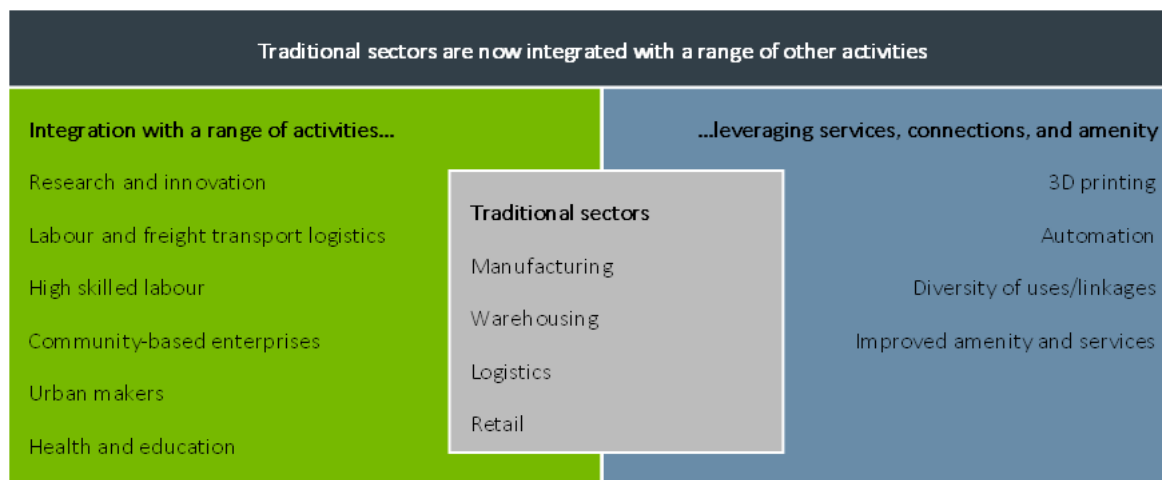 Traditional sectors are now integrated with a range of other activities
Integration with a range of activities...
Research and innovation
Labour and freight transport logistics
High skilled labour
Community-based enterprises
Urban makers
Health and education
Traditional sectors
Manufacturing
Warehousing
Logistics
Retail
...leveraging services, connections, and amenity
3D printing
Automation
Diversity of uses/linkages
Improved amenity and services